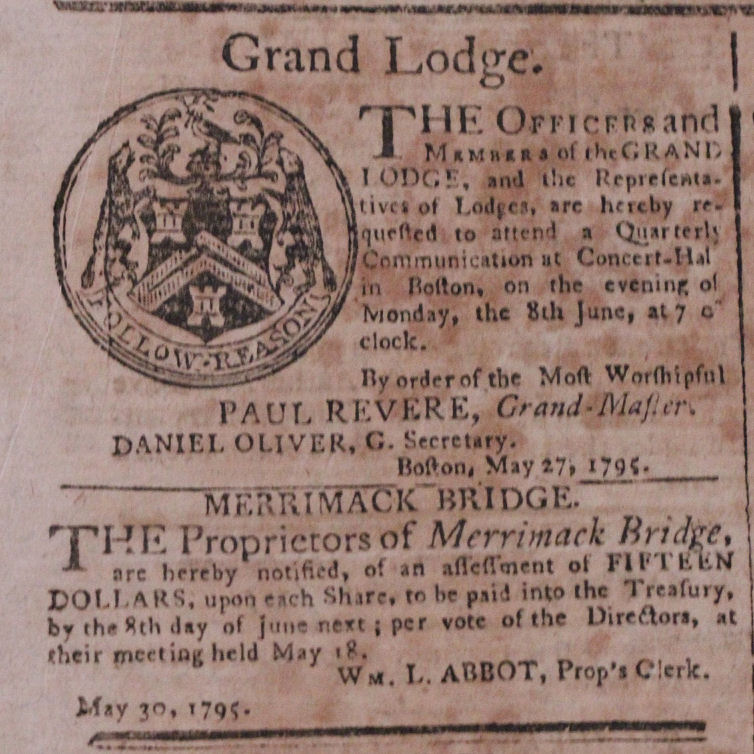 Grand Lodge.
THE OFFICERS and
MEMBERS of the GRAND
LODGE, and the Repreſenta-
tives of Lodges, are hereby re-
queſted to attend a Quarterly
Communication at Concert-Hal
in Boſton, on the evening of
Monday, the 8th June, at 7 o'
clock.
FOLLOW-REASON
By order of the Moſt Worſhipful
PAUL REVERE, Grand-Maſter.
DANIEL OLIVER, G. Secretary.
Boſton, May 27, 1795.
MERRIMACK BRIDGE.
THE Proprietors of Merrimack Bridge,
are hereby notified, of an aſſeſſment of FIFTEEN
DOLLARS, upon each Share, to be paid into the Treaſury,
by the 8th day of June next; per vote of the Directors, at
their meeting held May 18.
WM. L. ABBOT, Prop's Clerk.
May 30, 1795.